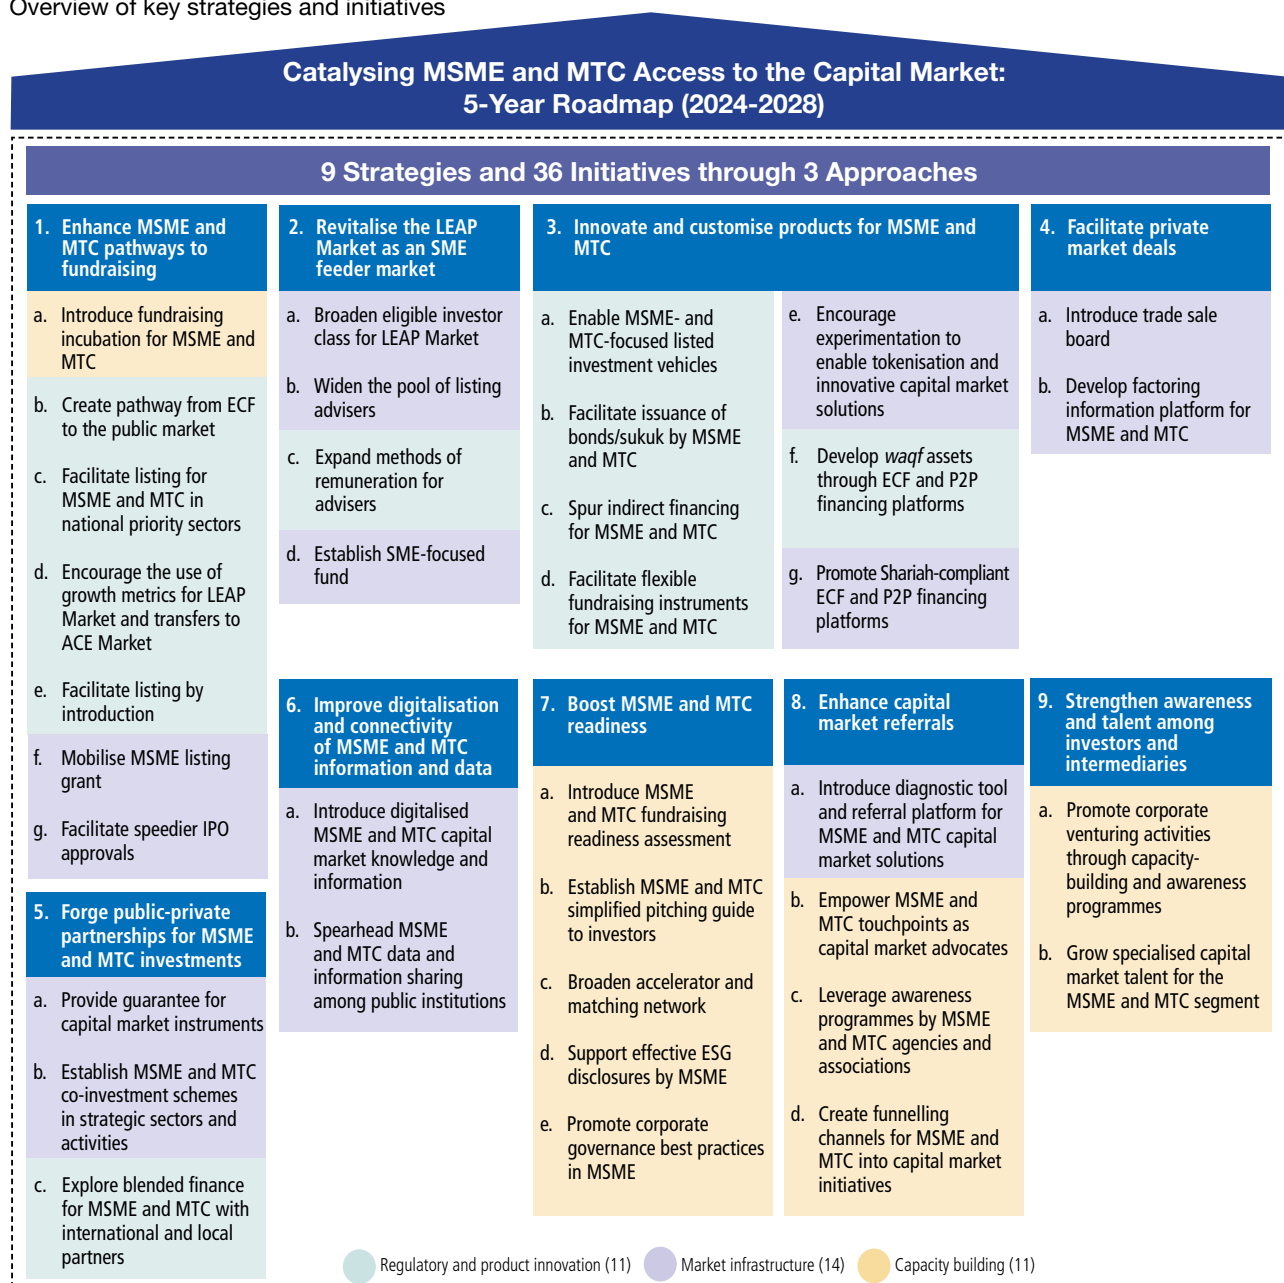 Overview of key strategies and initiatives
Catalysing MSME and MTC Access to the Capital Market:
5-Year Roadmap (2024-2028)
9 Strategies and 36 Initiatives through 3 Approaches
1. Enhance MSME and
MTC pathways to
fundraising
a. Introduce fundraising
incubation for MSME and
MTC
b. Create pathway from ECF
to the public market
c. Facilitate listing for
MSME and MTC in
national priority sectors
d. Encourage the use of
growth metrics for LEAP
Market and transfers to
ACE Market
e. Facilitate listing by
introduction
f. Mobilise MSME listing
grant
g. Facilitate speedier IPO
approvals
2. Revitalise the LEAP
Market as an SME
feeder market
a. Broaden eligible investor
class for LEAP Market
b. Widen the pool of listing
advisers
c. Expand methods of
remuneration for
advisers
d. Establish SME-focused
fund
3. Innovate and customise products for MSME and
MTC
a. Enable MSME- and
MTC-focused listed
investment vehicles
b. Facilitate issuance of
bonds/sukuk by MSME
and MTC
c. Spur indirect financing
for MSME and MTC
d. Facilitate flexible
fundraising instruments
for MSME and MTC
e. Encourage
experimentation to
enable tokenisation and
innovative capital market
solutions
f. Develop waqf assets
through ECF and P2P
financing platforms
g. Promote Shariah-compliant
ECF and P2P financing
platforms
4. Facilitate private
market deals
a. Introduce trade sale
board
b. Develop factoring
information platform for
MSME and MTC
5. Forge public-private
partnerships for MSME
and MTC investments
a. Provide guarantee for
capital market instruments
b. Establish MSME and MTC
co-investment schemes
in strategic sectors and
activities
c. Explore blended finance
for MSME and MTC with
international and local
partners
6. Improve digitalisation
and connectivity
of MSME and MTC
information and data
a. Introduce digitalised
MSME and MTC capital
market knowledge and
information
b. Spearhead MSME
and MTC data and
information sharing
among public institutions
7. Boost MSME and MTC
readiness
a. Introduce MSME
and MTC fundraising
readiness assessment
b. Establish MSME and MTC
simplified pitching guide
to investors
c. Broaden accelerator and
matching network
d. Support effective ESG
disclosures by MSME
e. Promote corporate
governance best practices
in MSME
8. Enhance capital
market referrals
a. Introduce diagnostic tool
and referral platform for
MSME and MTC capital
market solutions
b. Empower MSME and
MTC touchpoints as
capital market advocates
c. Leverage awareness
programmes by MSME
and MTC agencies and
associations
d. Create funnelling
channels for MSME and
MTC into capital market
initiatives
9. Strengthen awareness
and talent among
investors and
intermediaries
a. Promote corporate
venturing activities
through capacity-
building and awareness
programmes
b. Grow specialised capital
market talent for the
MSME and MTC segment
Regulatory and product innovation (11)
Market infrastructure (14)
Capacity building (11)